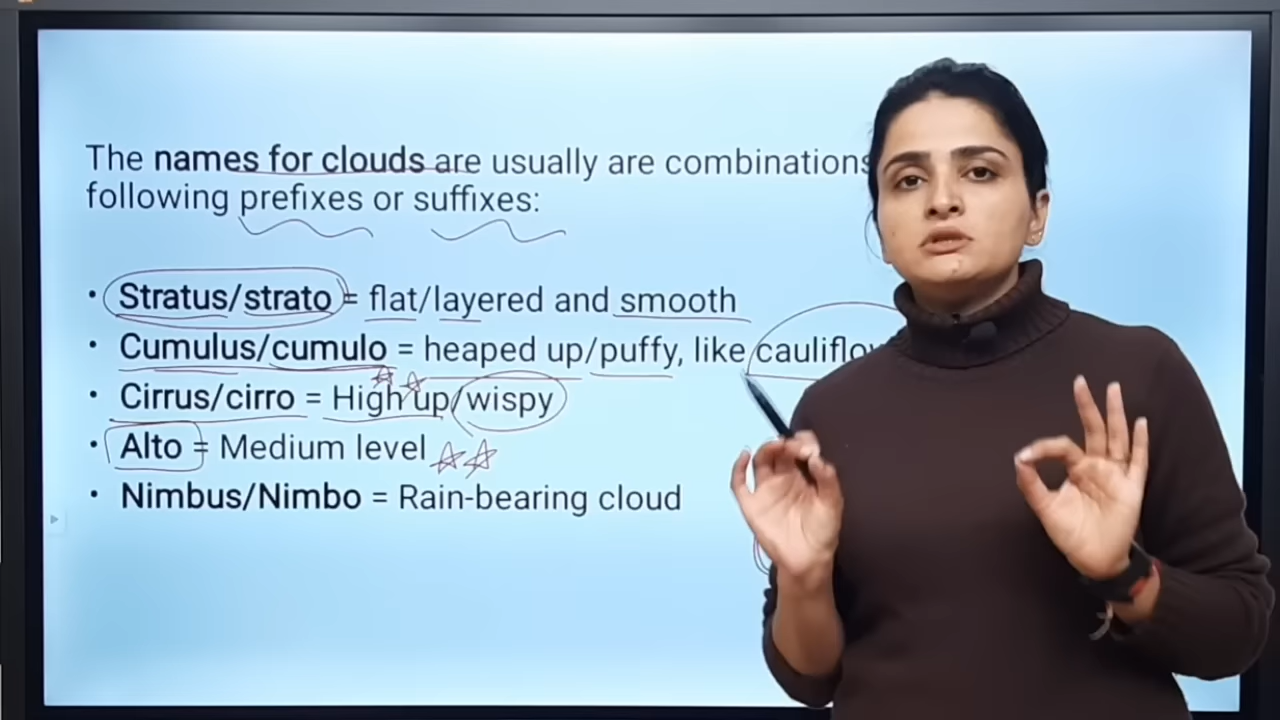 The names for clouds are usually are combinations
following prefixes or suffixes:
• Stratus/strato = flat/layered and smooth
• Cumulus/cumulo = heaped up/puffy, like
• Cirrus/cirro = High up/wispy
• Alto = Medium level
• Nimbus/Nimbo = Rain-bearing cloud